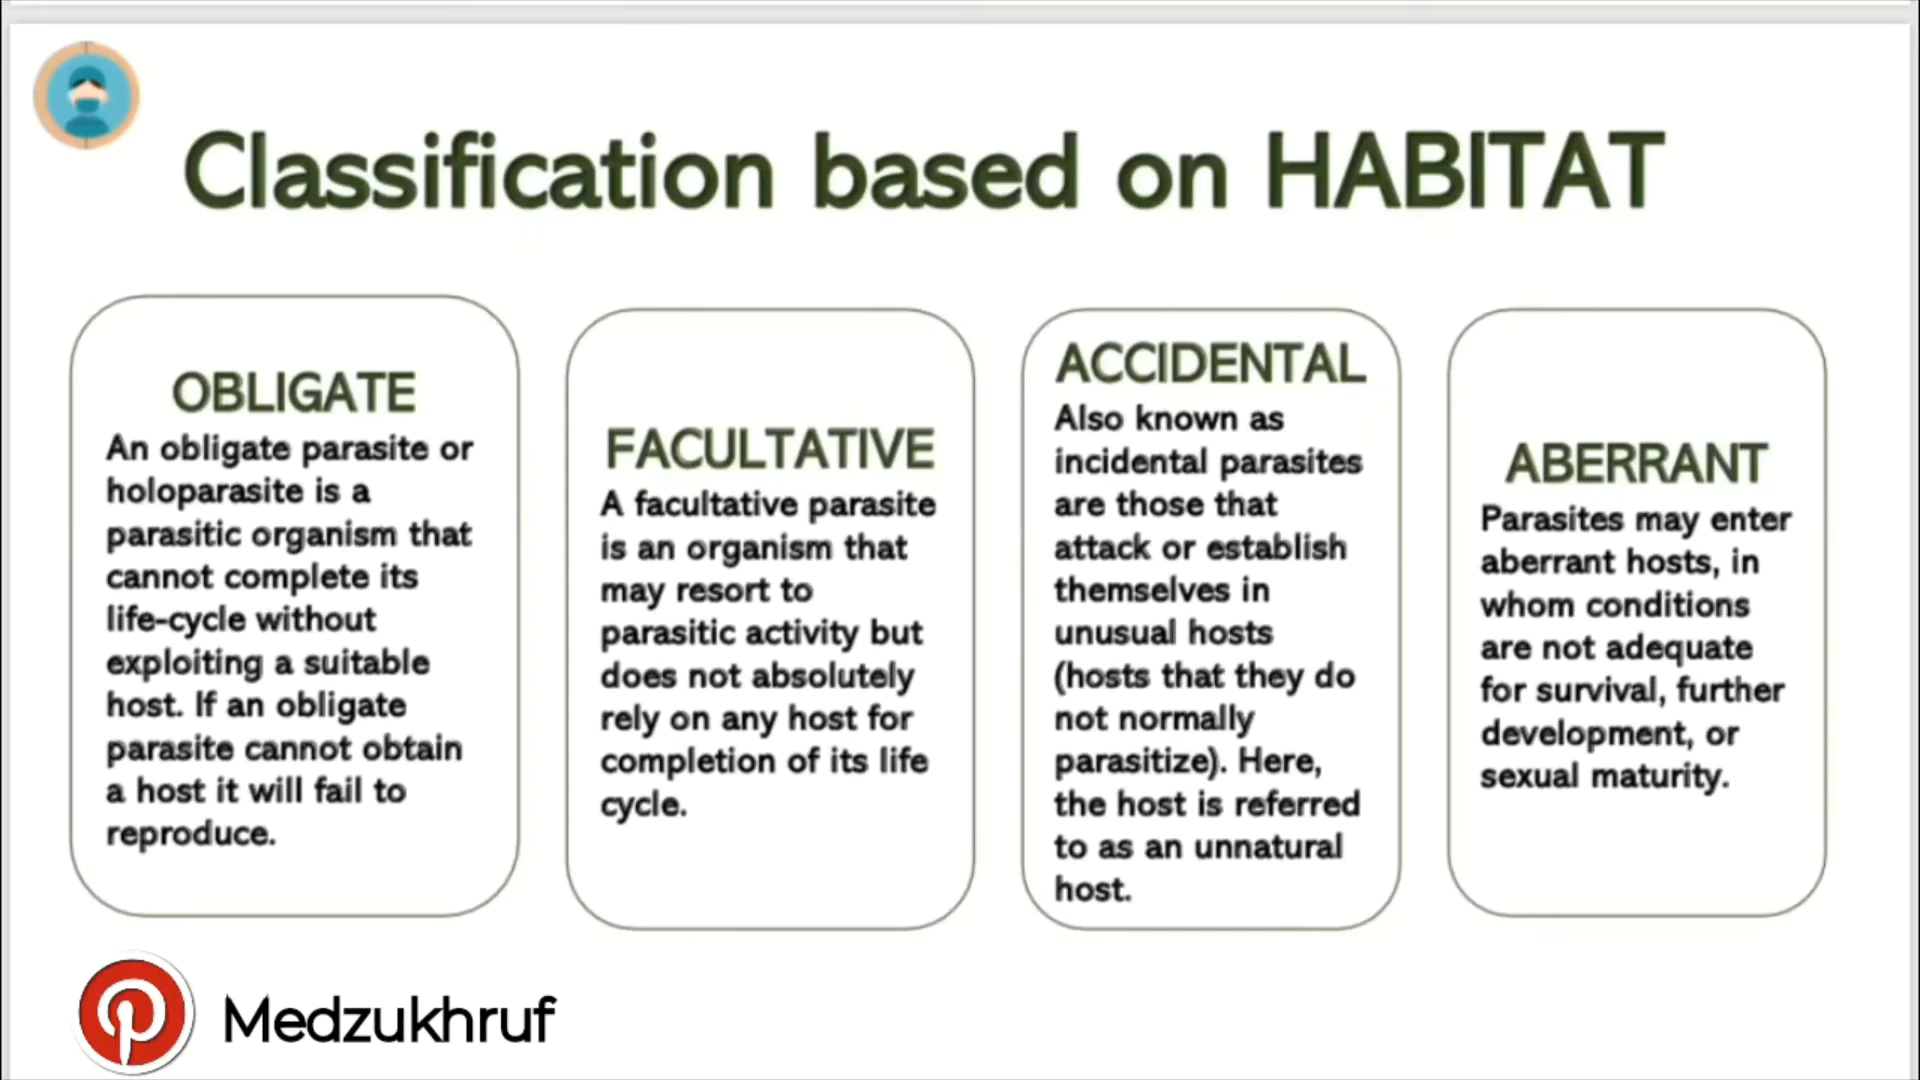 Classification based on HABITAT
OBLIGATE
An obligate parasite or
holoparasite is a
parasitic organism that
cannot complete its
life-cycle without
exploiting a suitable
host. If an obligate
parasite cannot obtain
a host it will fail to
reproduce.
FACULTATIVE
A facultative parasite
is an organism that
may resort to
parasitic activity but
does not absolutely
rely on any host for
completion of its life
cycle.
ACCIDENTAL
Also known as
incidental parasites
are those that
attack or establish
themselves in
unusual hosts
(hosts that they do
not normally
parasitize). Here,
the host is referred
to as an unnatural
host.
ABERRANT
Parasites may enter
aberrant hosts, in
whom conditions
are not adequate
for survival, further
development, or
sexual maturity.
Medzukhruf